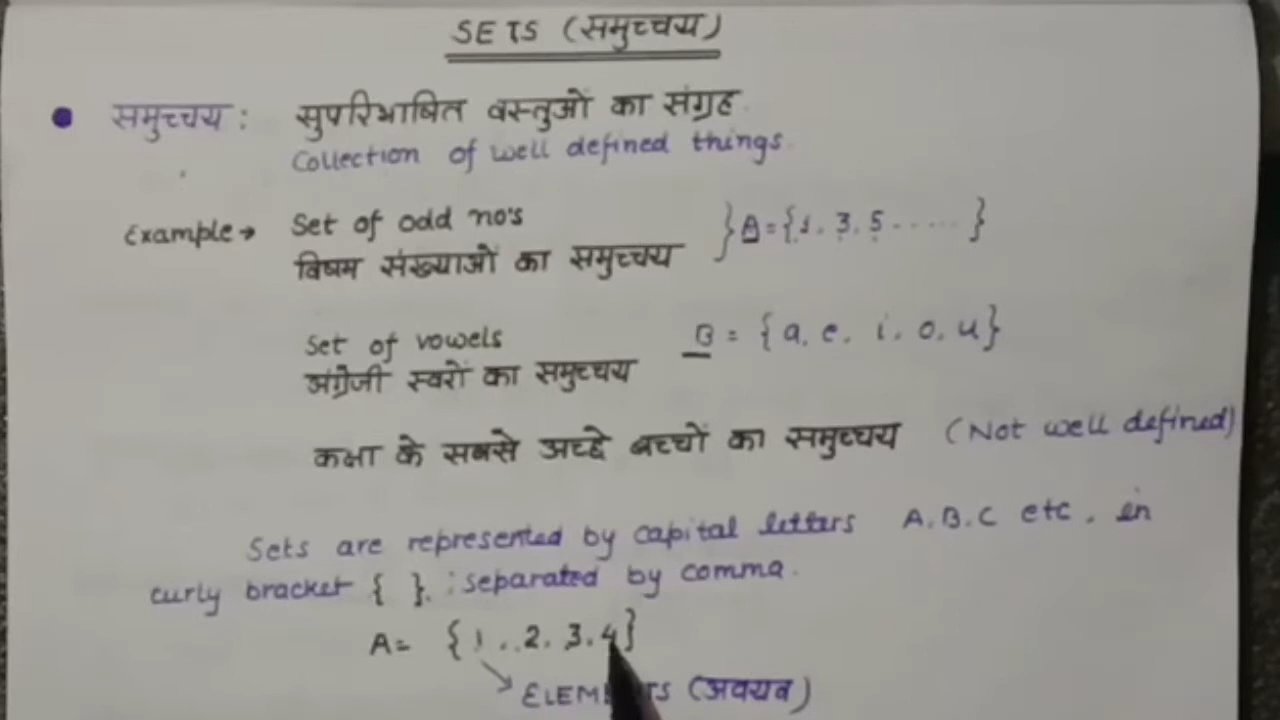 SETS (समुच्चय)
समुच्चय : सुपरिभाषित वस्तुओं का संग्रह
Collection of well defined things.
Example→ Set of odd no's } A = {1, 3, 5 ......}
विषम संख्याओं का समुच्चय
Set of vowels B = {a, e, i, o, u}
अंग्रेजी स्वरों का समुच्चय
कक्षा के सबसे अच्छे बच्चों का समुच्चय (Not well defined)
Sets are represented by capital letters A.B.C etc. in
curly bracket { }, separated by comma.
A= {1, 2, 3, 4}
ELEMENTS (अवयव)